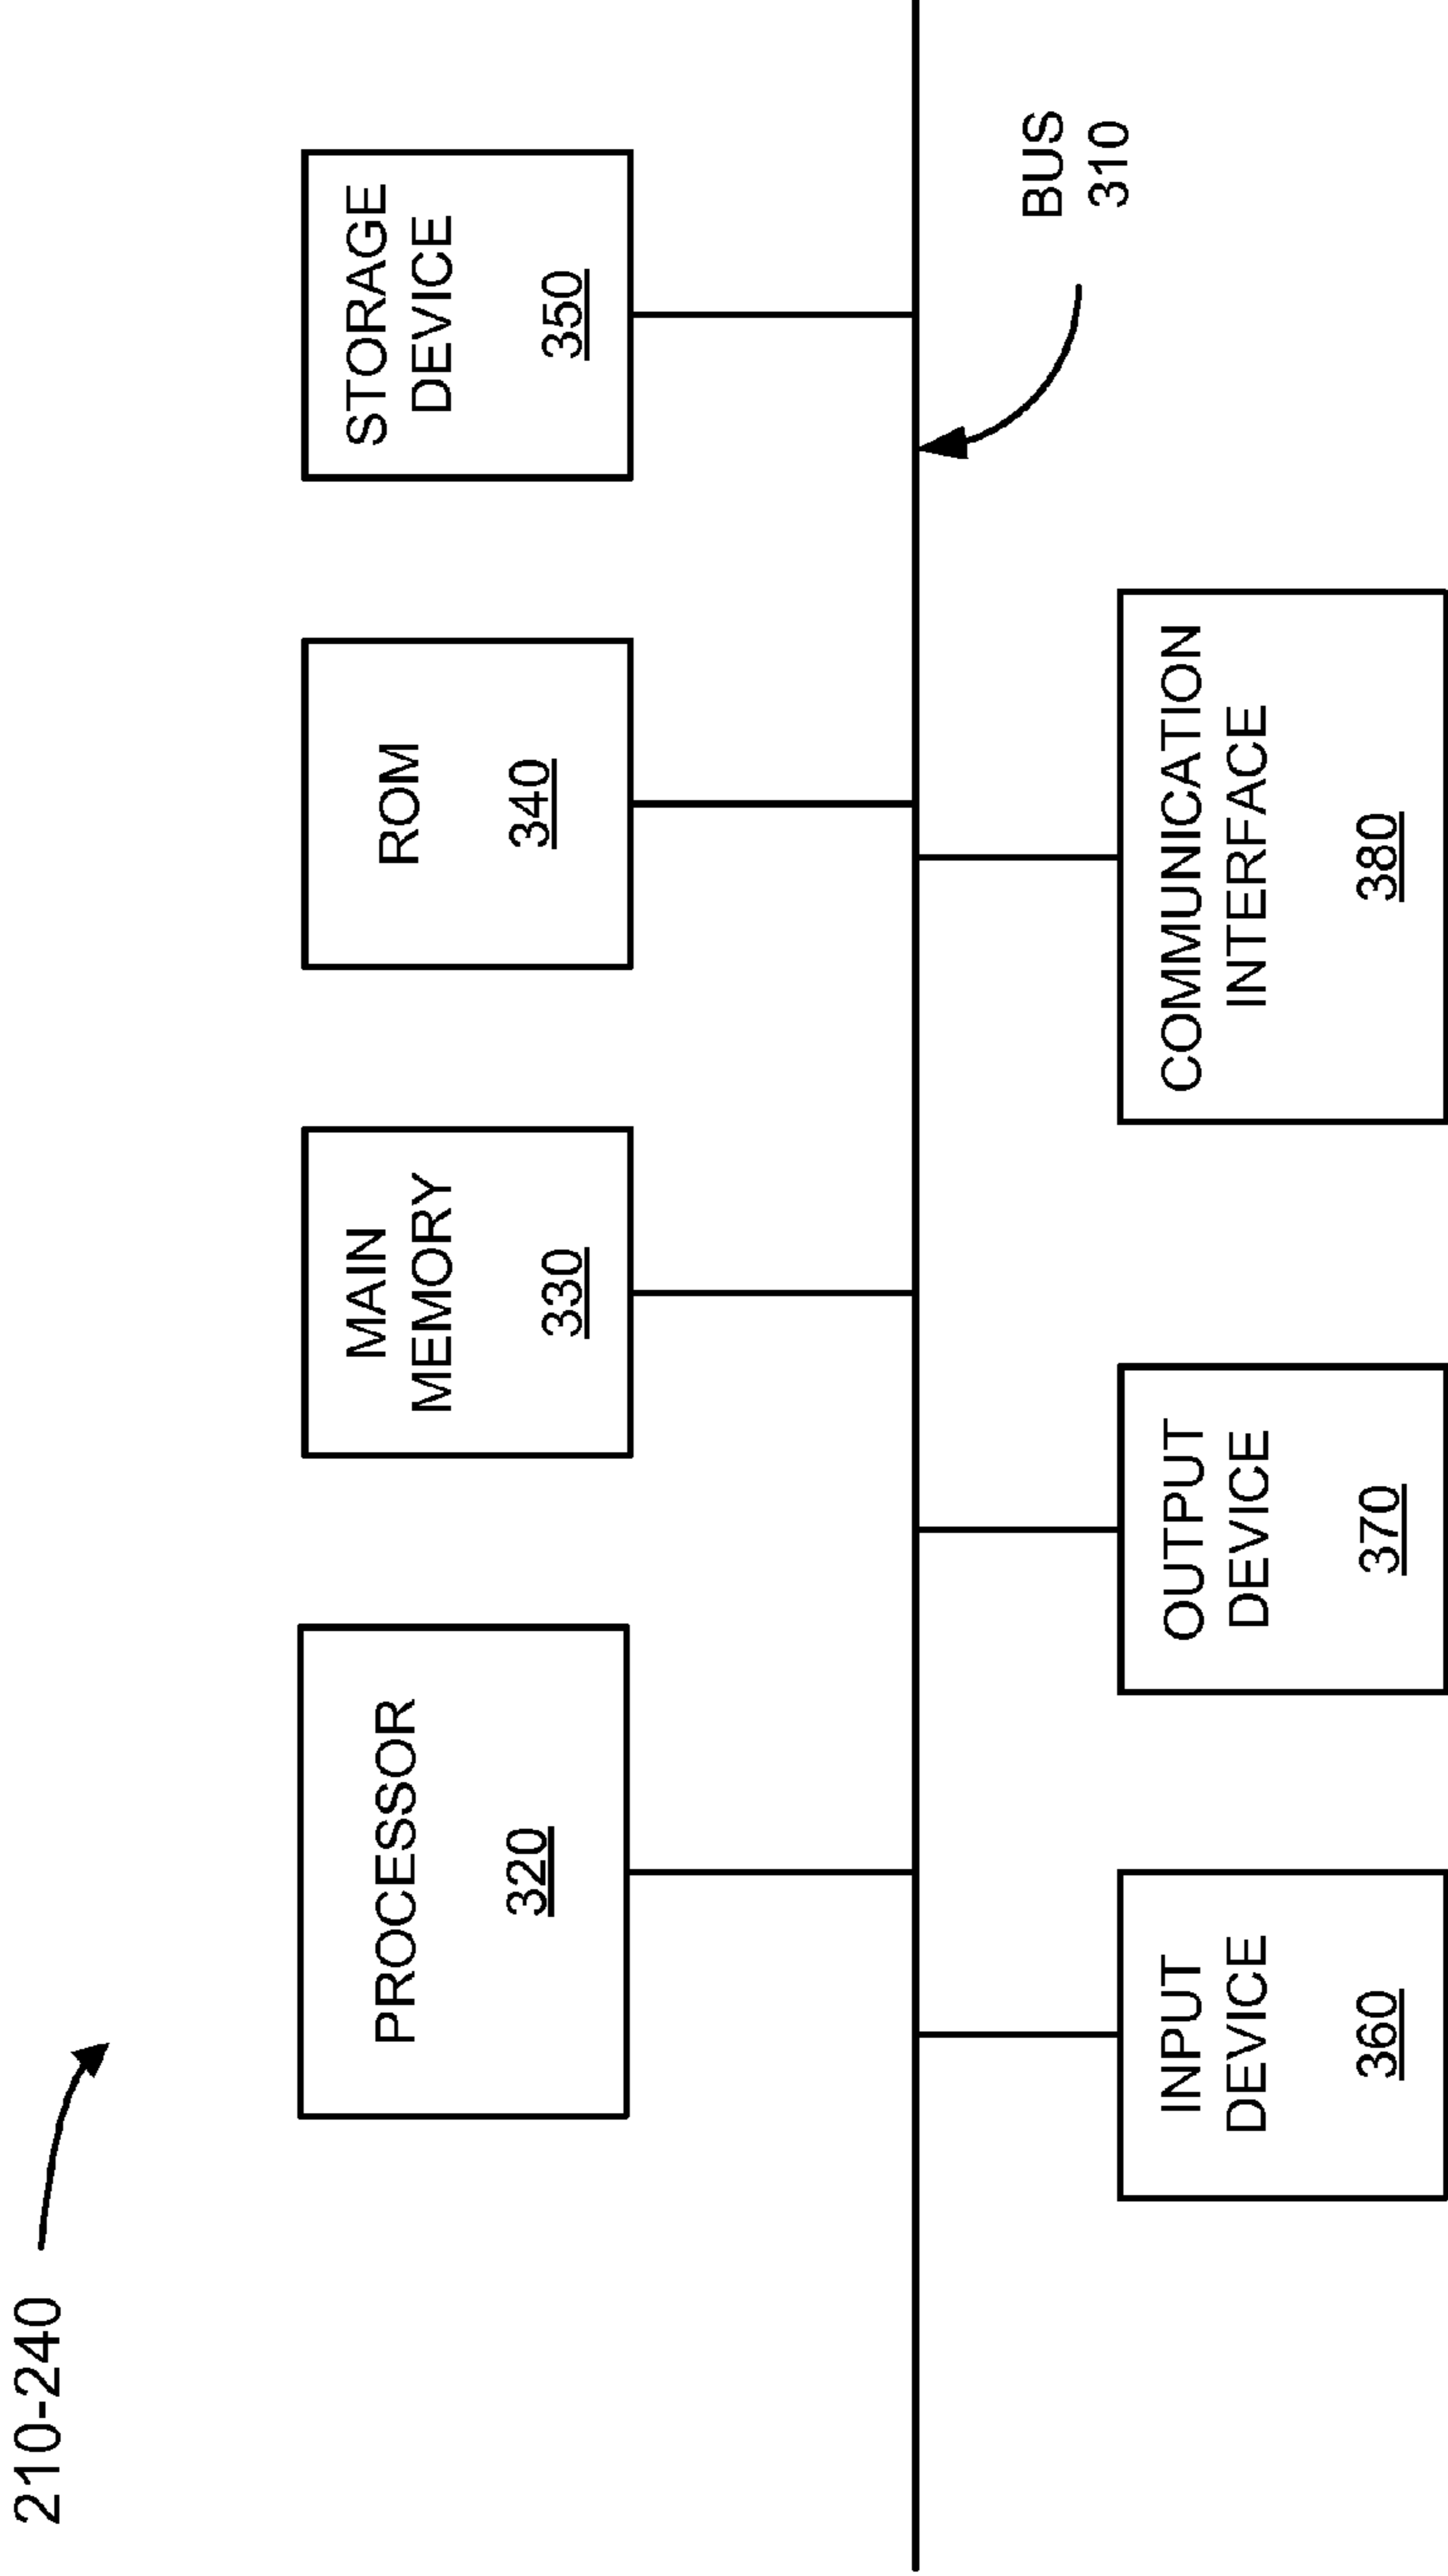 210-240
PROCESSOR
320
MAIN
MEMORY
330
ROM
340
STORAGE
DEVICE
350
BUS
310
INPUT
DEVICE
360
OUTPUT
DEVICE
370
COMMUNICATION
INTERFACE
380